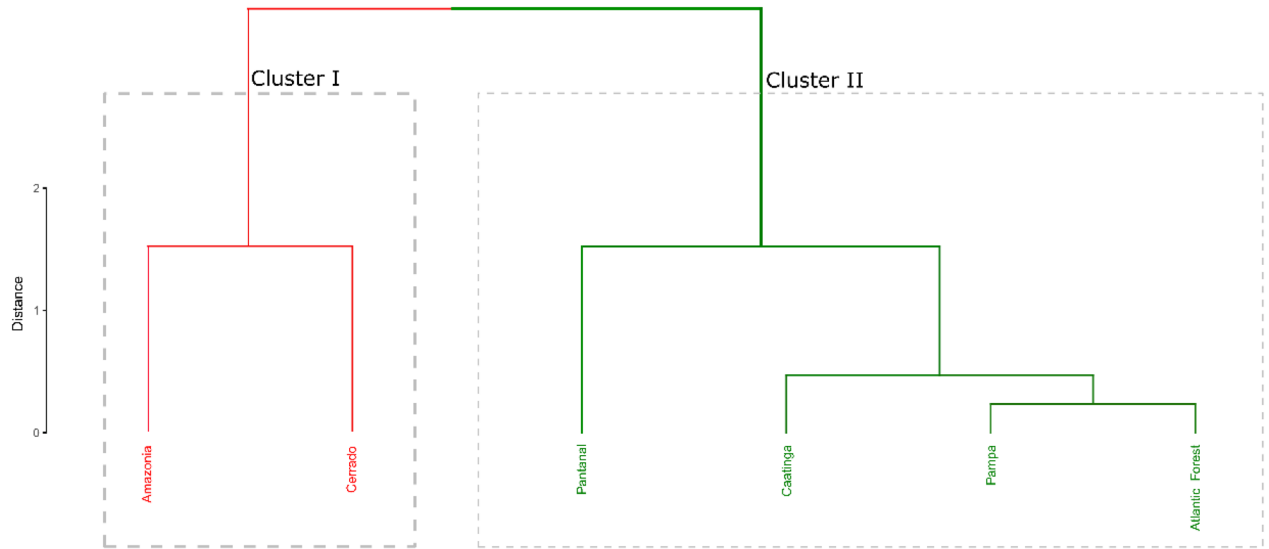 Cluster I
Cluster II
2
1
0
Distance
Amazonia
Cerrado
Pantanal
Caatinga
Pampa
Atlantic Forest